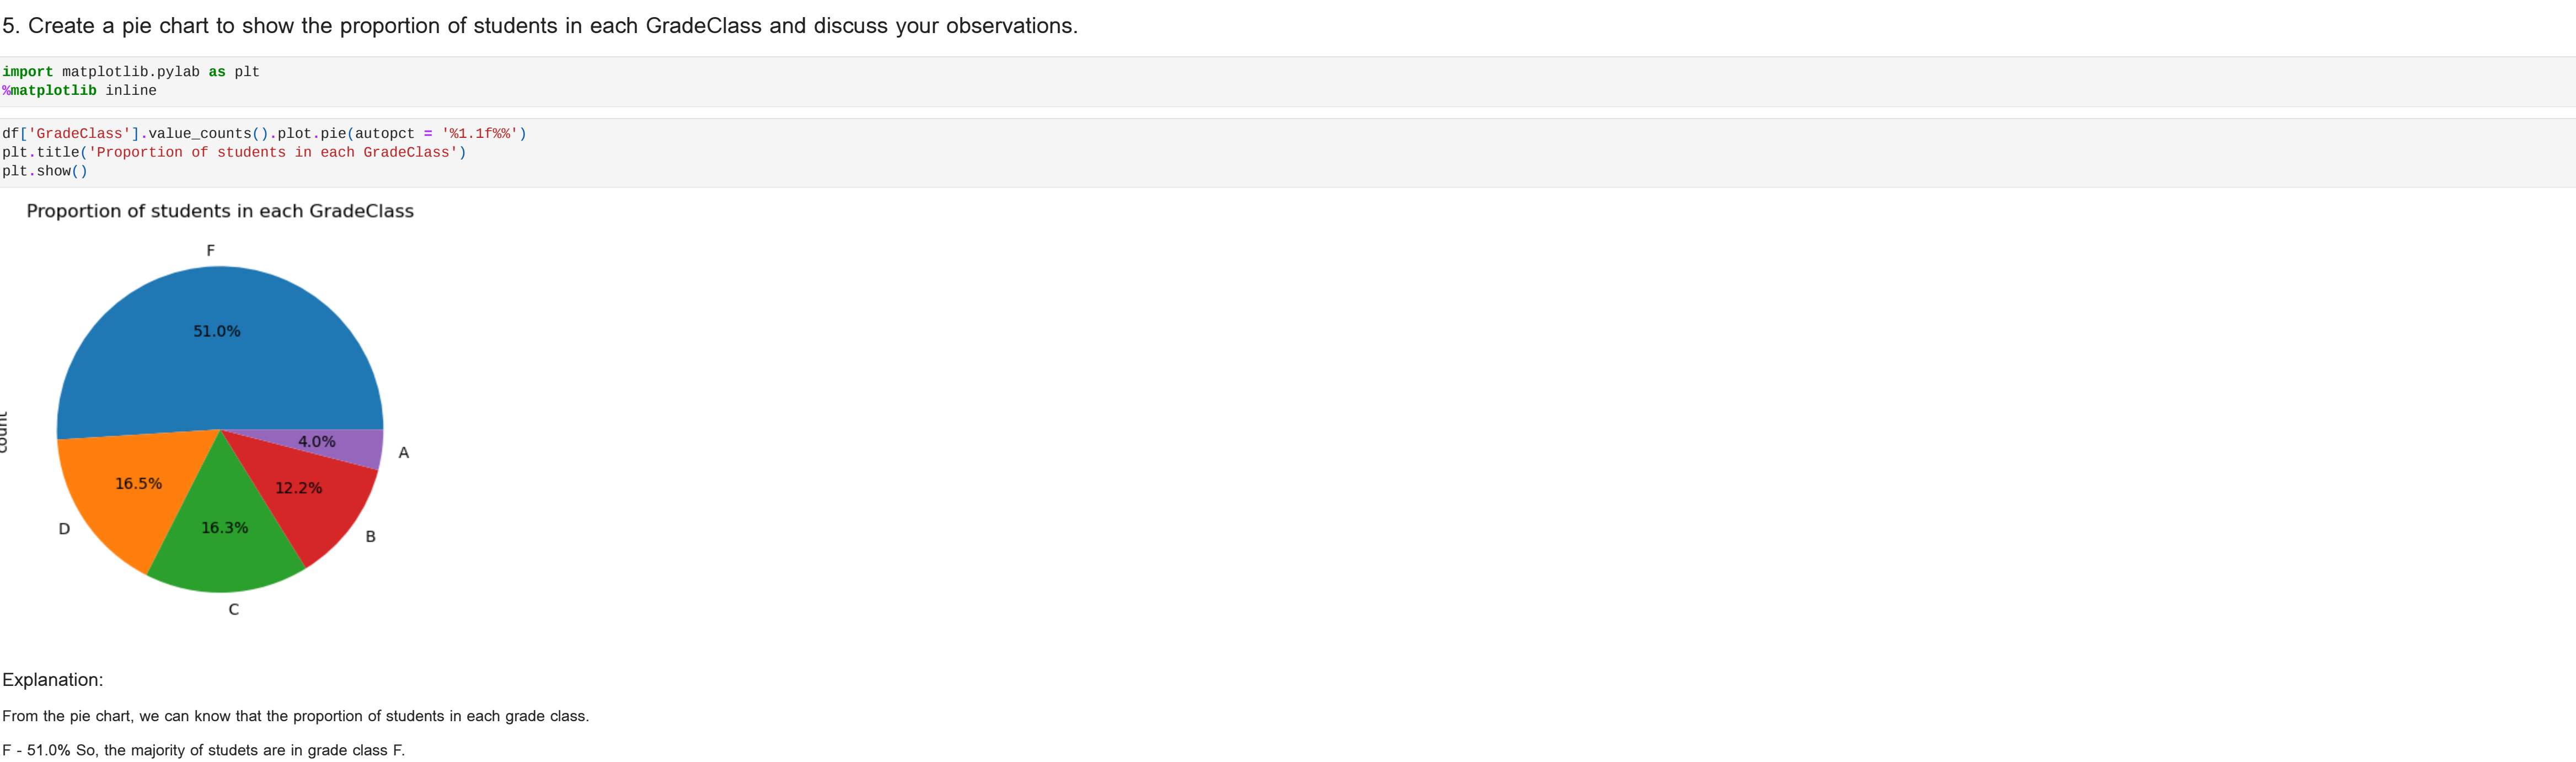 5. Create a pie chart to show the proportion of students in each GradeClass and discuss your observations.
import matplotlib.pylab as plt
%matplotlib inline
df['GradeClass'].value_counts().plot.pie(autopct = '%1.1f%%')
plt.title('Proportion of students in each GradeClass')
plt.show()
Proportion of students in each GradeClass
F
51.0%
count
4.0%
A
16.5%
12.2%
D
16.3%
B
C
Explanation:
From the pie chart, we can know that the proportion of students in each grade class.
F - 51.0% So, the majority of studets are in grade class F.